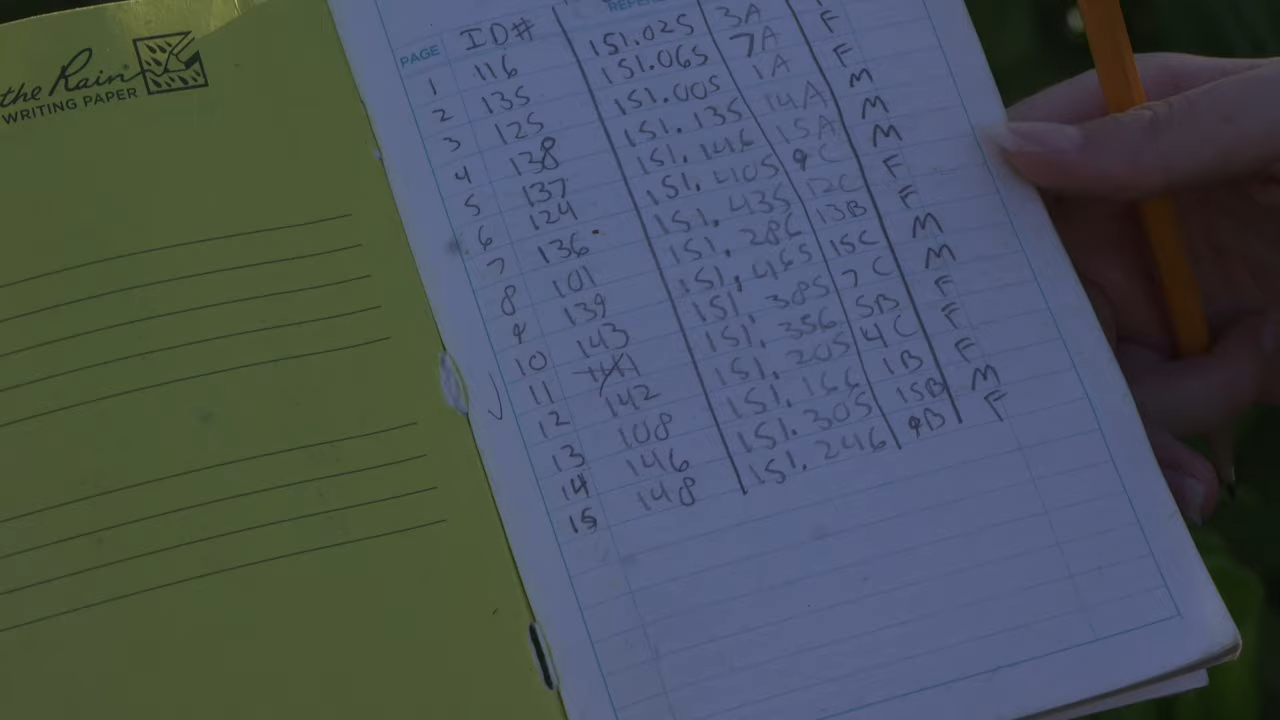 the Rain
WRITING PAPER
PAGE ID#
1 116 151.025 3A
2 135 151.065 7A F
3 125 151.005 1A F
4 138 151.135 14A M
5 137 151.146 15A M
6 124 151.405 9C M
7 136 151.435 12C F
8 101 151.286 13B F
9 139 151.465 15C M
10 143 151.385 7C M
11 151.356 5B F
12 142 151.205 4C F
13 108 151.166 1B F
14 146 151.305 15B M
15 148 151.246 9B F